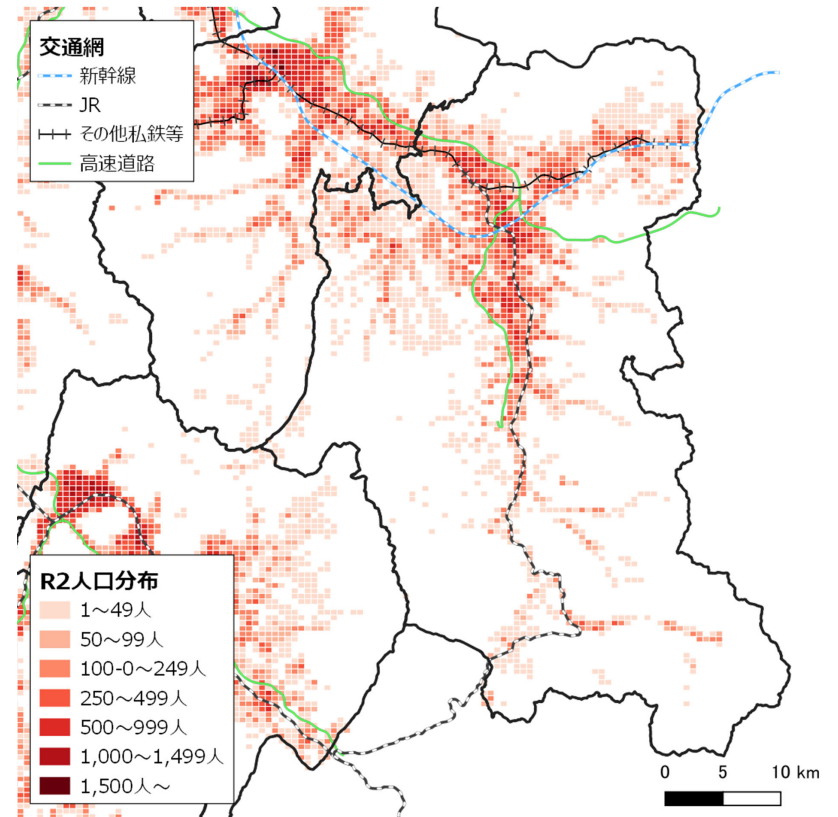 交通網
新幹線
JR
その他私鉄等
高速道路
R2人口分布
1～49人
50～99人
100-0～249人
250～499人
500～999人
1,000～1,499人
1,500人～
0 5 10 km